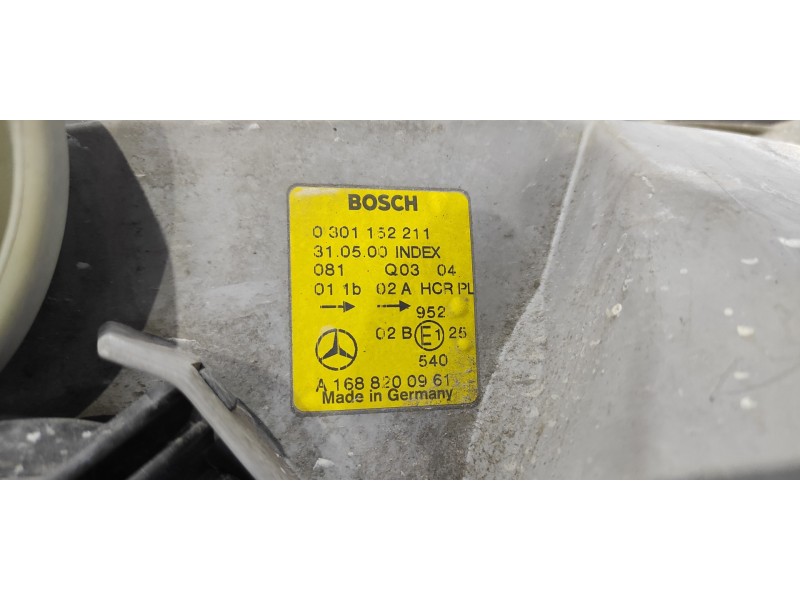 BOSCH
0 301 152 211
31.05.00 INDEX
081 Q03 04
01 1b 02 A HCR PL
952
02 B E1 25
540
A 168 820 09 61
Made in Germany